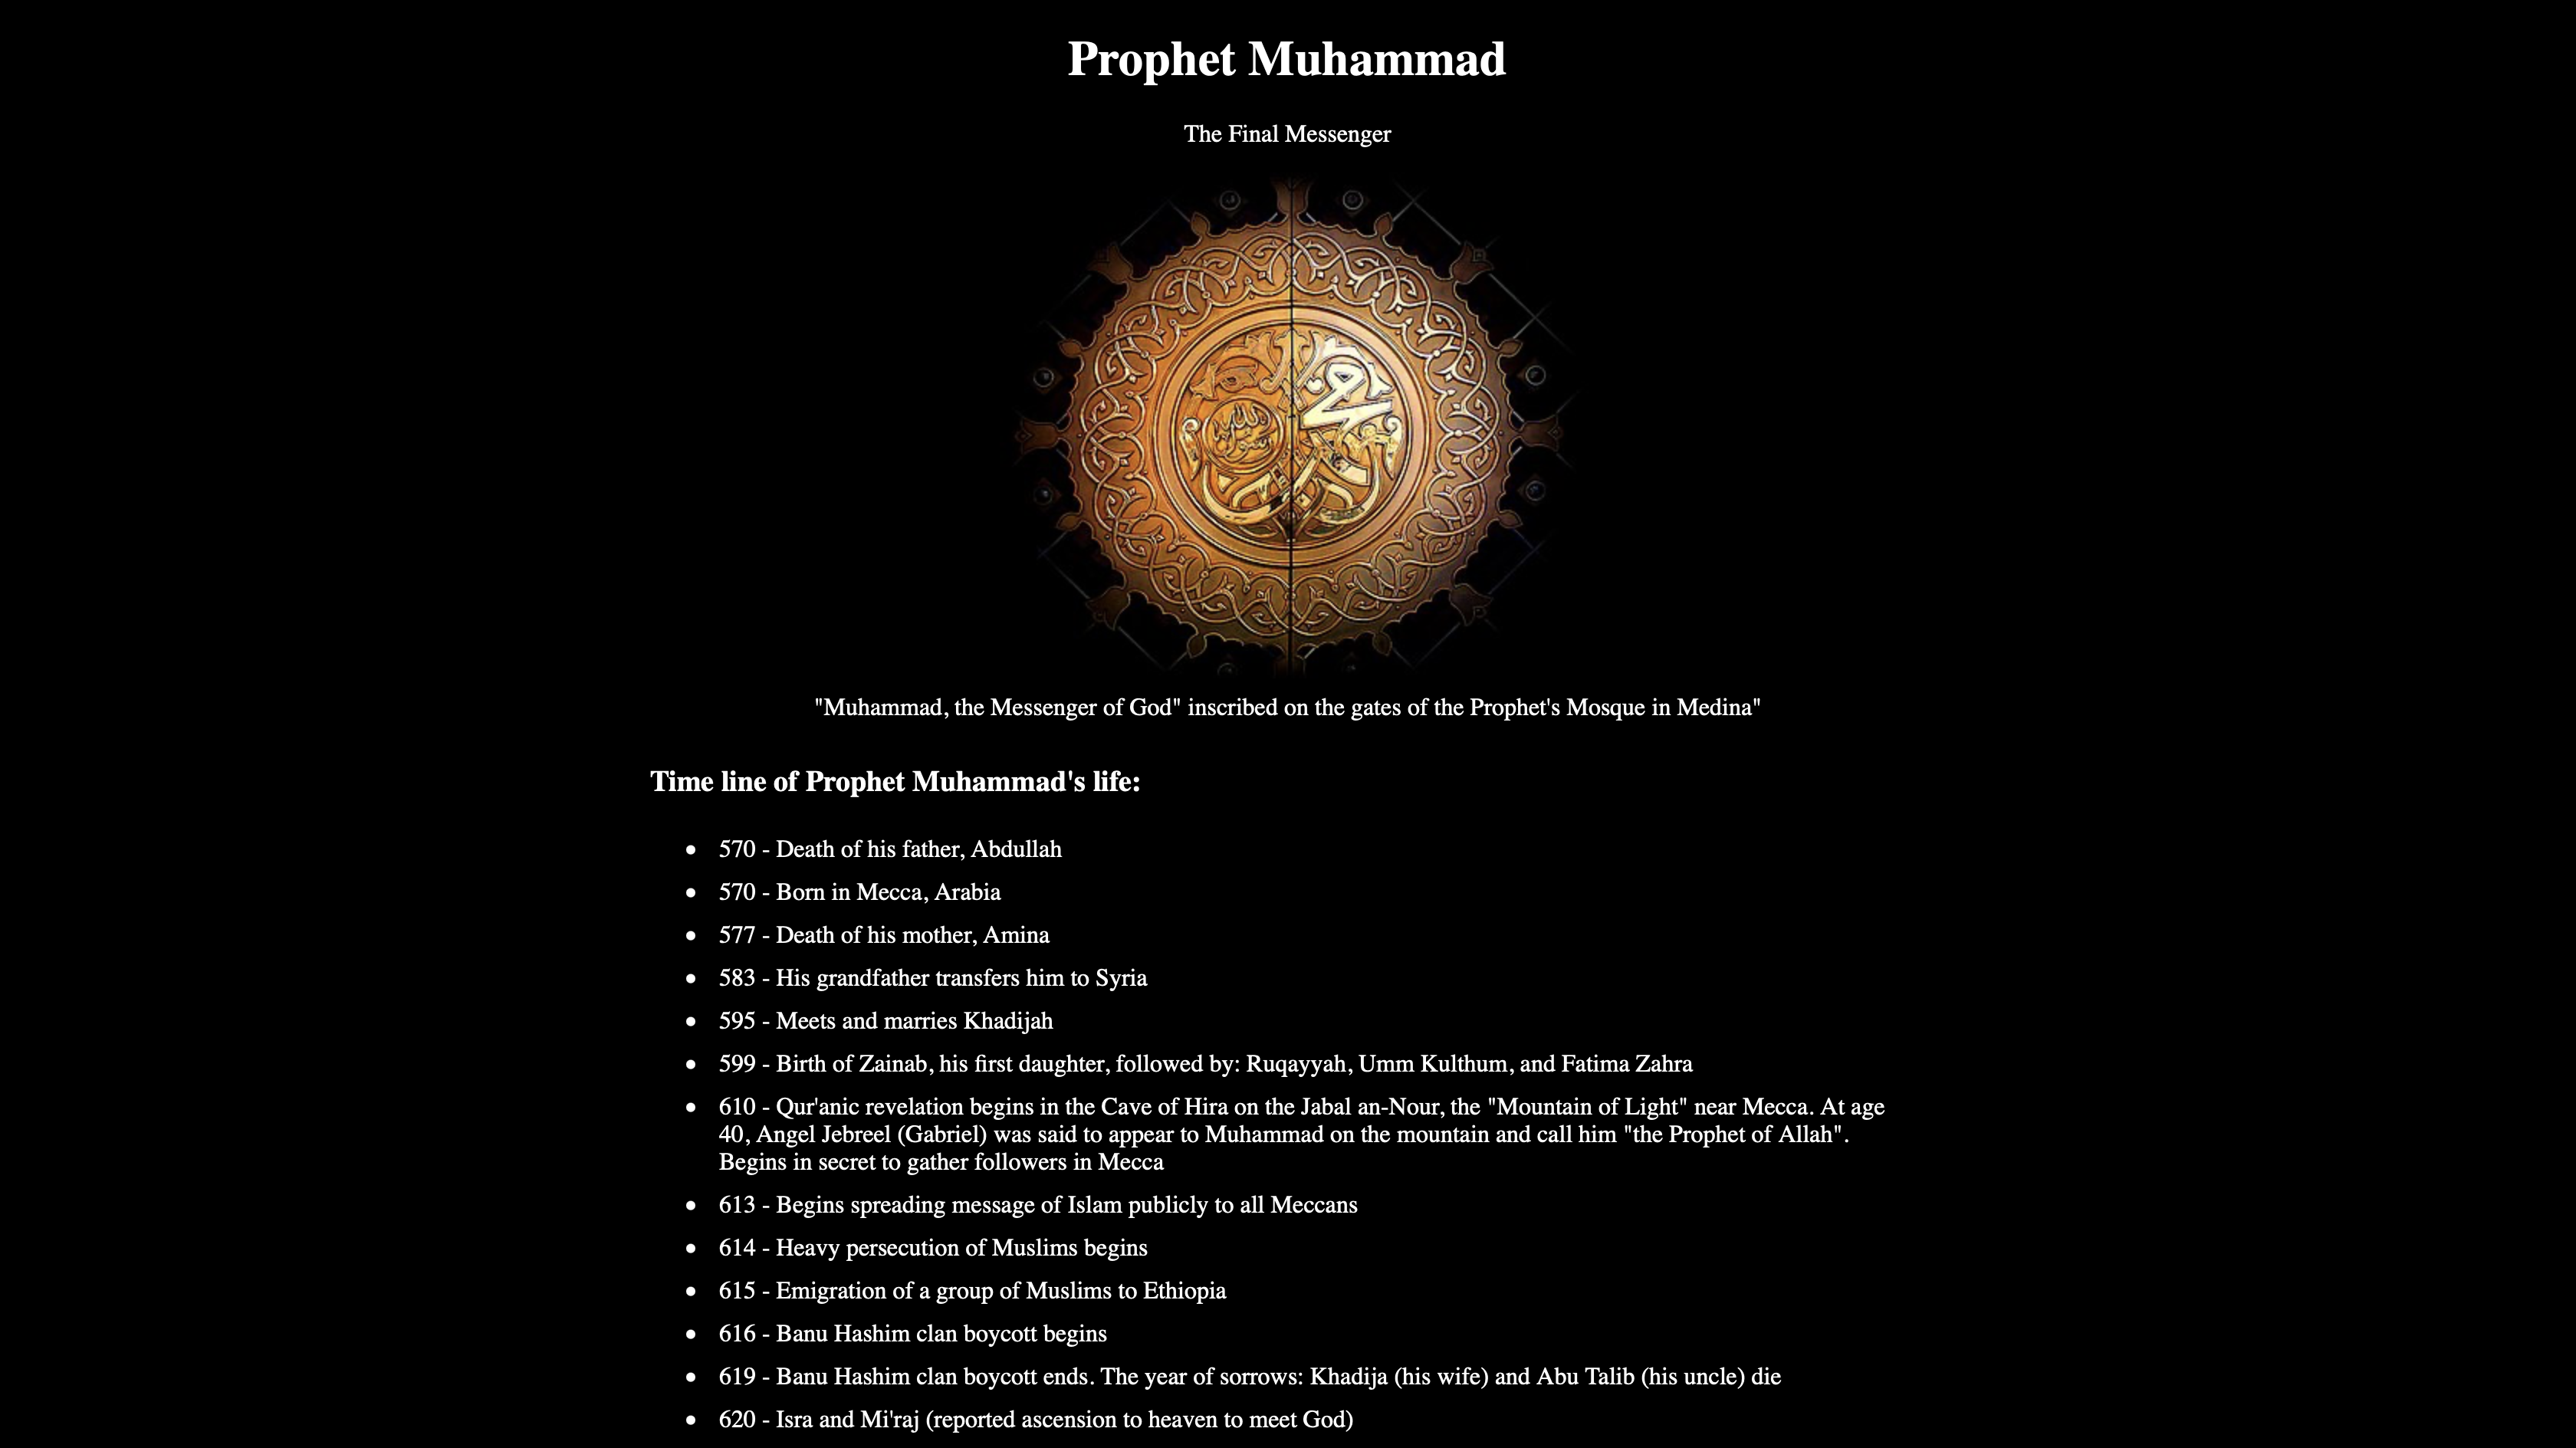 Prophet Muhammad
The Final Messenger
محمد
رسول الله
"Muhammad, the Messenger of God" inscribed on the gates of the Prophet's Mosque in Medina"
Time line of Prophet Muhammad's life:
570 - Death of his father, Abdullah
570 - Born in Mecca, Arabia
577 - Death of his mother, Amina
583 - His grandfather transfers him to Syria
595 - Meets and marries Khadijah
599 - Birth of Zainab, his first daughter, followed by: Ruqayyah, Umm Kulthum, and Fatima Zahra
610 - Qur'anic revelation begins in the Cave of Hira on the Jabal an-Nour, the "Mountain of Light" near Mecca. At age
40, Angel Jebreel (Gabriel) was said to appear to Muhammad on the mountain and call him "the Prophet of Allah".
Begins in secret to gather followers in Mecca
613 - Begins spreading message of Islam publicly to all Meccans
614 - Heavy persecution of Muslims begins
615 - Emigration of a group of Muslims to Ethiopia
616 - Banu Hashim clan boycott begins
619 - Banu Hashim clan boycott ends. The year of sorrows: Khadija (his wife) and Abu Talib (his uncle) die
620 - Isra and Mi'raj (reported ascension to heaven to meet God)